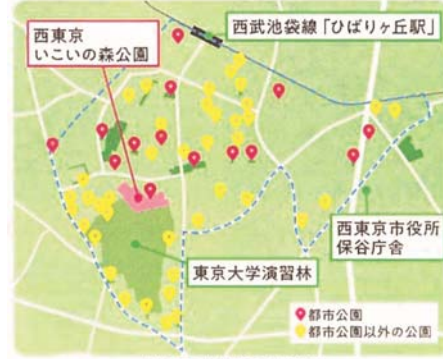 西武池袋線「ひばりヶ丘駅」
西東京
いこいの森公園
西東京市役所
保谷庁舎
東京大学演習林
都市公園
都市公園以外の公園